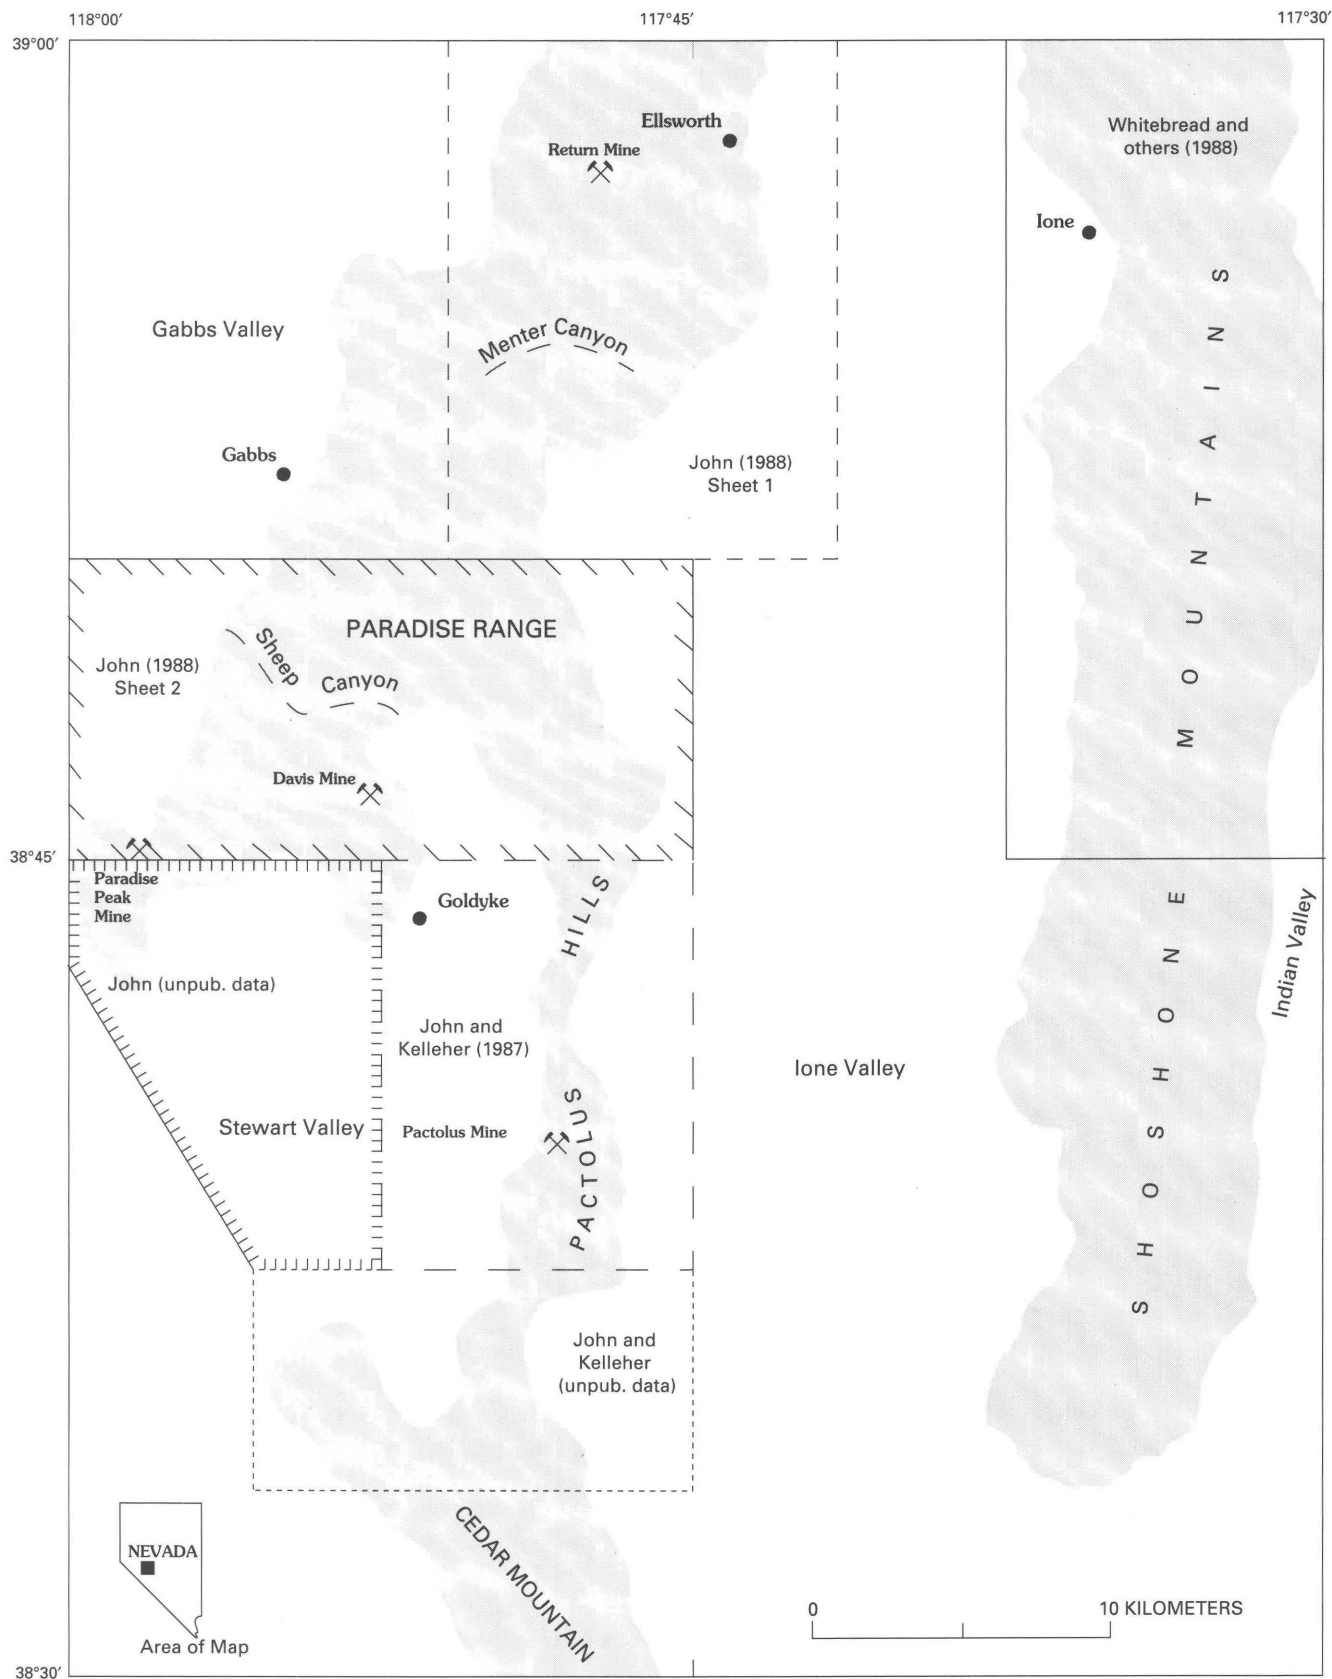 118°00′
117°45′
117°30′
39°00′
Ellsworth
Return Mine
Whitebread and
others (1988)
Ione
Gabbs Valley
Menter Canyon
Gabbs
John (1988)
Sheet 1
PARADISE RANGE
John (1988)
Sheet 2
Sheep
Canyon
Davis Mine
38°45′
Paradise
Peak
Mine
Goldyke
HILLS
SHOSHONE MOUNTAINS
Indian Valley
John (unpub. data)
John and
Kelleher (1987)
Ione Valley
Stewart Valley
Pactolus Mine
PACTOLUS
John and
Kelleher
(unpub. data)
CEDAR MOUNTAIN
NEVADA
Area of Map
0
10 KILOMETERS
38°30′